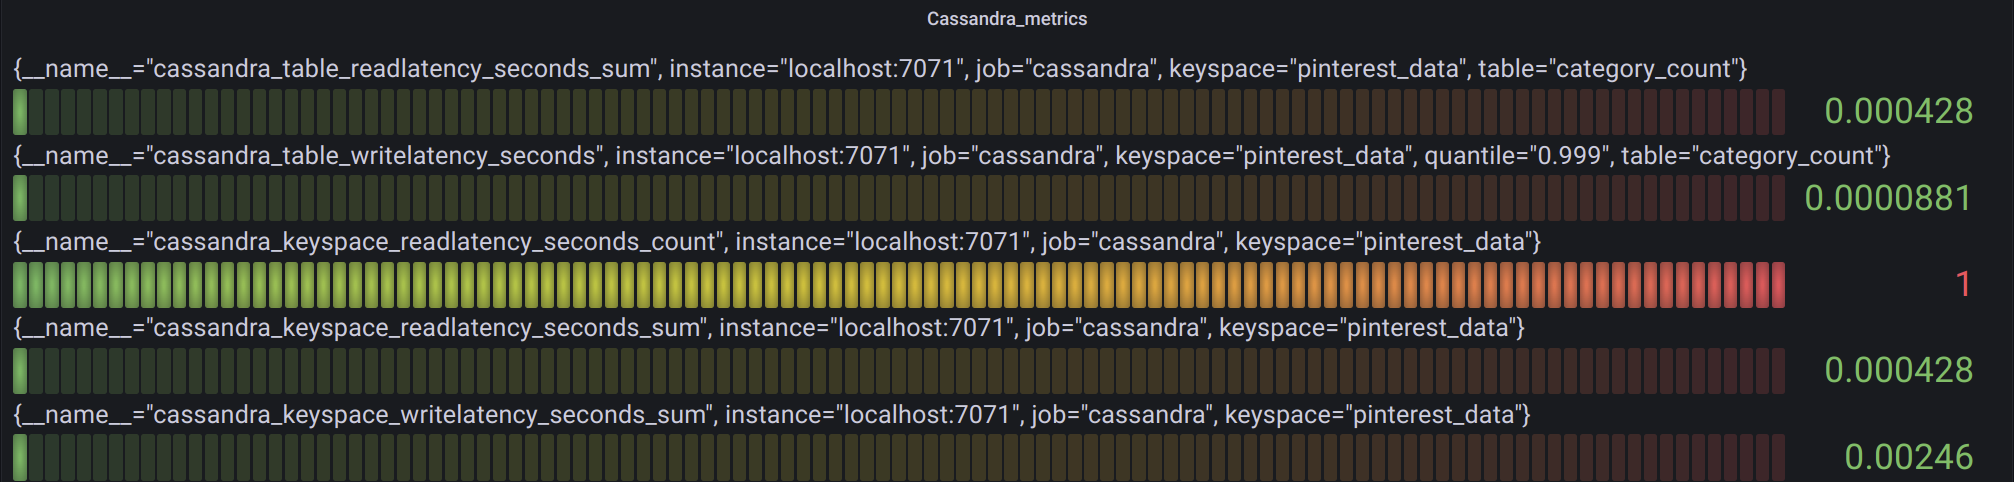 Cassandra_metrics
{__name__="cassandra_table_readlatency_seconds_sum", instance="localhost:7071", job="cassandra", keyspace="pinterest_data", table="category_count"}
0.000428
{__name__="cassandra_table_writelatency_seconds", instance="localhost:7071", job="cassandra", keyspace="pinterest_data", quantile="0.999", table="category_count"}
0.0000881
{__name__="cassandra_keyspace_readlatency_seconds_count", instance="localhost:7071", job="cassandra", keyspace="pinterest_data"}
1
{__name__="cassandra_keyspace_readlatency_seconds_sum", instance="localhost:7071", job="cassandra", keyspace="pinterest_data"}
0.000428
{__name__="cassandra_keyspace_writelatency_seconds_sum", instance="localhost:7071", job="cassandra", keyspace="pinterest_data"}
0.00246